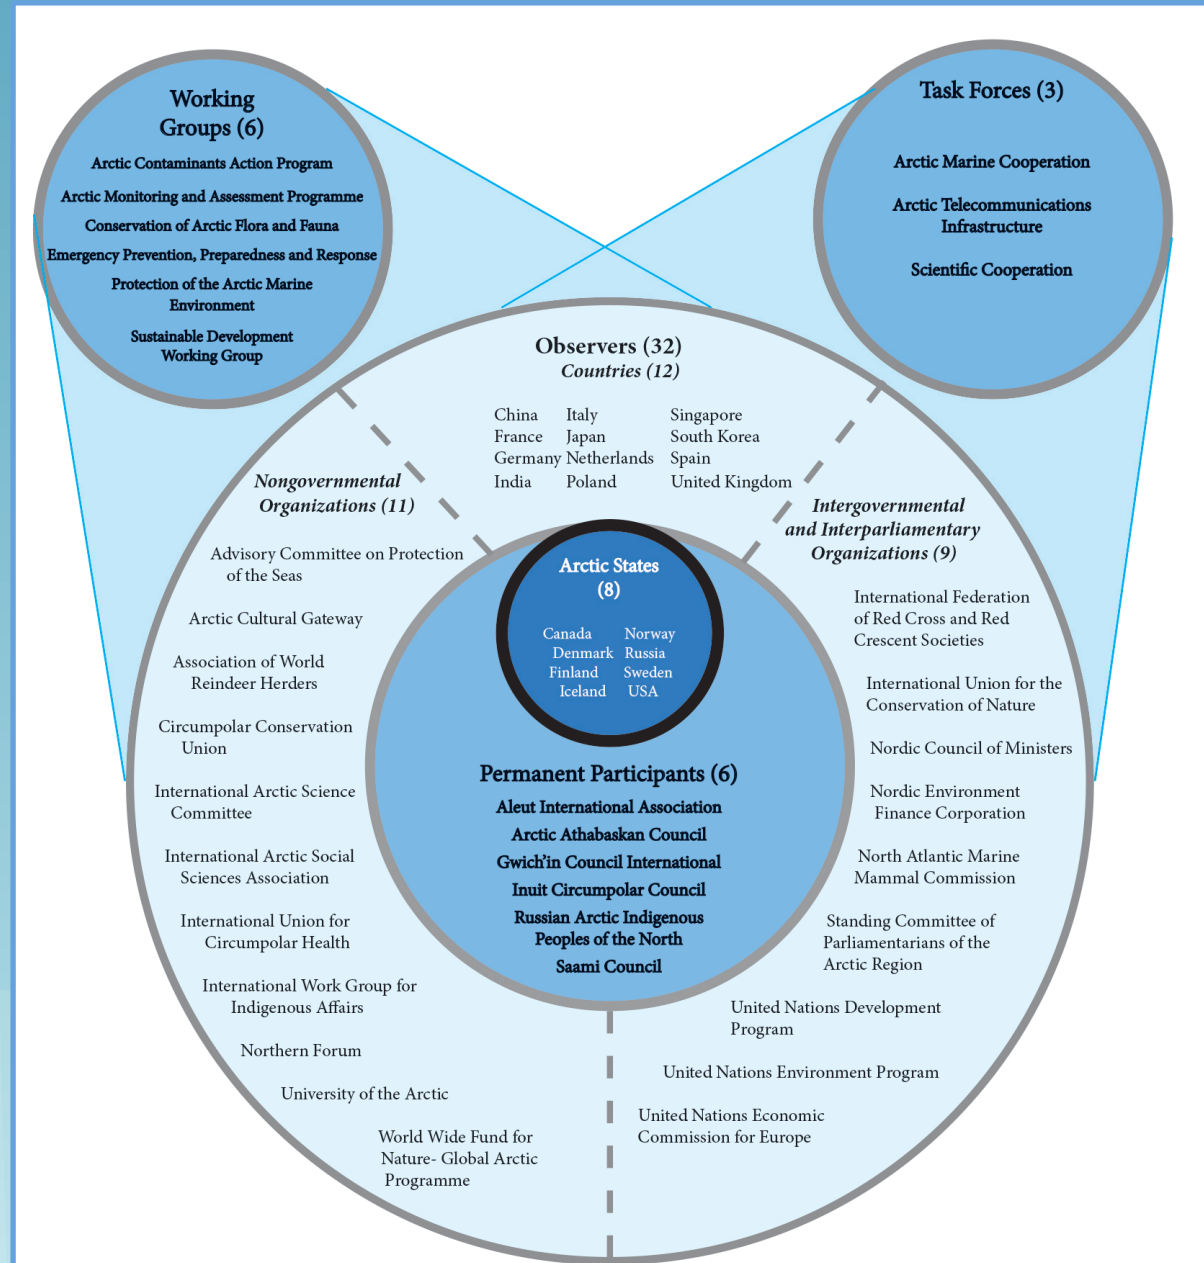 Working
Groups (6)
Arctic Contaminants Action Program
Arctic Monitoring and Assessment Programme
Conservation of Arctic Flora and Fauna
Emergency Prevention, Preparedness and Response
Protection of the Arctic Marine
Environment
Sustainable Development
Working Group
Task Forces (3)
Arctic Marine Cooperation
Arctic Telecommunications
Infrastructure
Scientific Cooperation
Observers (32)
Countries (12)
China Italy Singapore
France Japan South Korea
Germany Netherlands Spain
India Poland United Kingdom
Nongovernmental
Organizations (11)
Advisory Committee on Protection
of the Seas
Arctic Cultural Gateway
Association of World
Reindeer Herders
Circumpolar Conservation
Union
International Arctic Science
Committee
International Arctic Social
Sciences Association
International Union for
Circumpolar Health
International Work Group for
Indigenous Affairs
Northern Forum
University of the Arctic
World Wide Fund for
Nature- Global Arctic
Programme
Arctic States
(8)
Canada Norway
Denmark Russia
Finland Sweden
Iceland USA
Permanent Participants (6)
Aleut International Association
Arctic Athabaskan Council
Gwich’in Council International
Inuit Circumpolar Council
Russian Arctic Indigenous
Peoples of the North
Saami Council
Intergovernmental
and Interparliamentary
Organizations (9)
International Federation
of Red Cross and Red
Crescent Societies
International Union for the
Conservation of Nature
Nordic Council of Ministers
Nordic Environment
Finance Corporation
North Atlantic Marine
Mammal Commission
Standing Committee of
Parliamentarians of the
Arctic Region
United Nations Development
Program
United Nations Environment Program
United Nations Economic
Commission for Europe